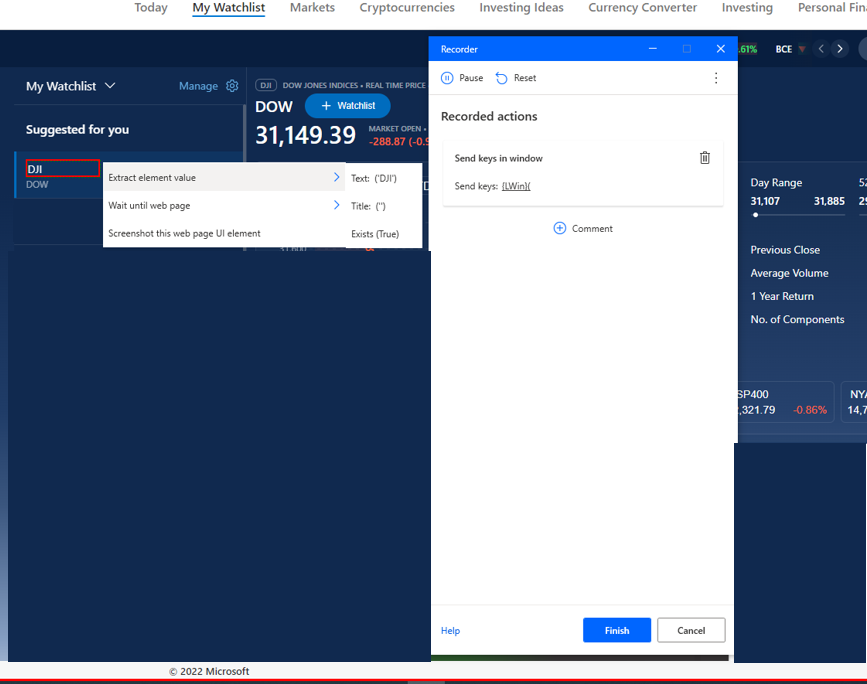 Today My Watchlist Markets Cryptocurrencies Investing Ideas Currency Converter Investing Personal Fin
.61% BCE
My Watchlist Manage
Suggested for you
DJI
DOW
DJI DOW JONES INDICES • REAL TIME PRICE
DOW + Watchlist
31,149.39 MARKET OPEN •
-288.87 (-0.9
Extract element value
Wait until web page
Screenshot this web page UI element
Text: ('DJI')
Title: ('')
Exists (True)
Recorder
Pause Reset
Recorded actions
Send keys in window
Send keys: {LWin}(
Comment
Help Finish Cancel
Day Range
31,107 31,885
Previous Close
Average Volume
1 Year Return
No. of Components
SP400
,321.79 -0.86%
NYA
14,7
© 2022 Microsoft